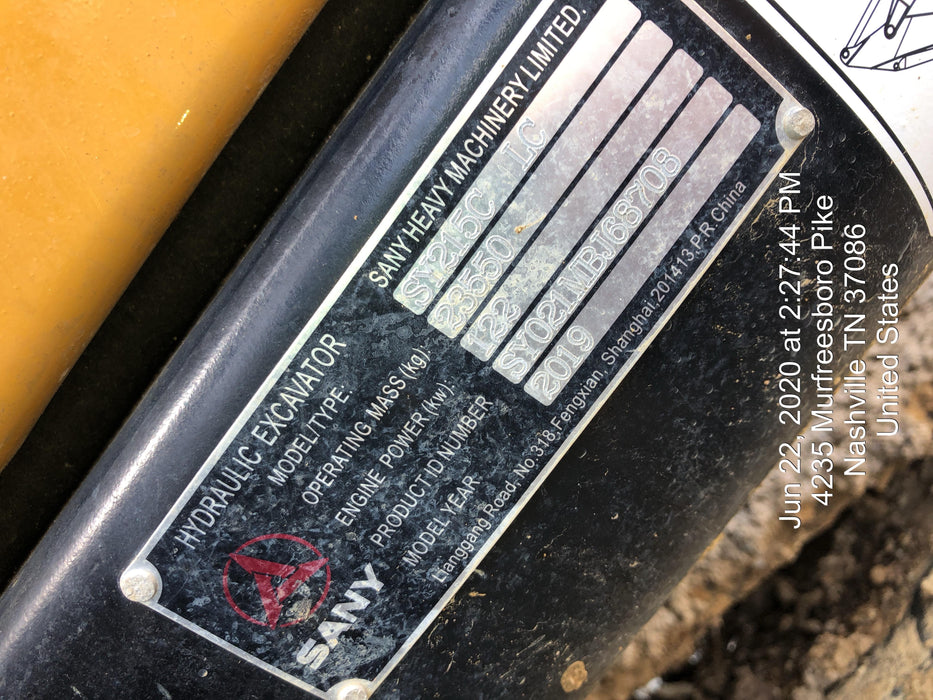 SANY HEAVY MACHINERY LIMITED.
HYDRAULIC EXCAVATOR
MODEL/TYPE: SY215C LC
OPERATING MASS(kg): 23550
ENGINE POWER(kw): 122
PRODUCT ID NUMBER SY021MBJ68708
MODEL YEAR 2019
Lianggang Road, No.318,Fengxian, Shanghai,201413,P.R.China
SANY
Jun 22, 2020 at 2:27:44 PM
4235 Murfreesboro Pike
Nashville TN 37086
United States